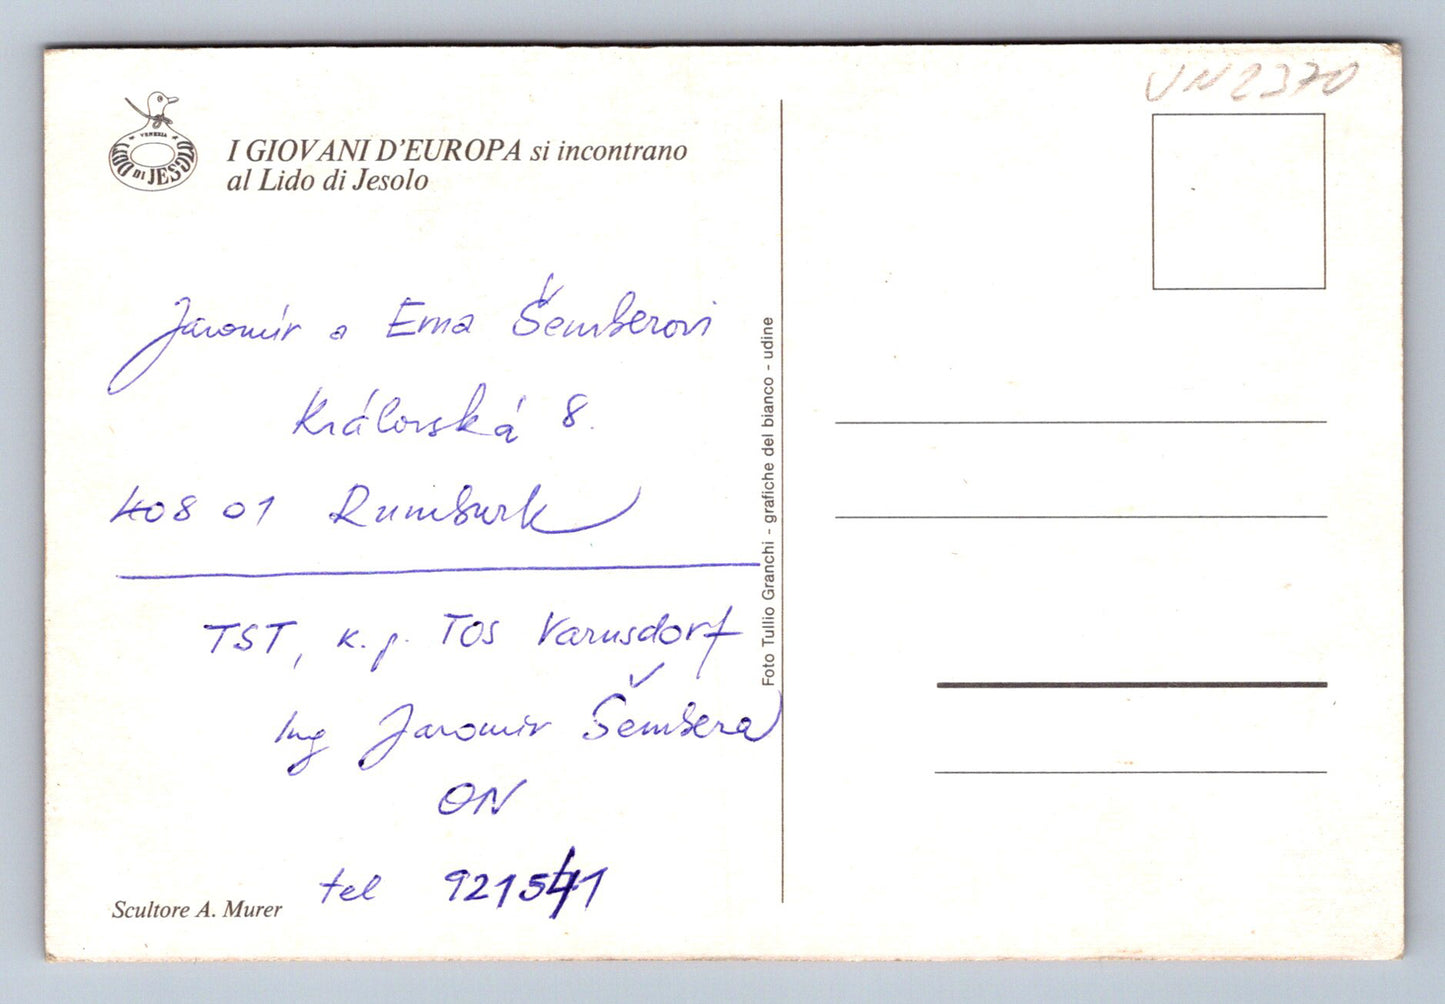 VN2370
VENEZIA
LIDO DI JESOLO
I GIOVANI D'EUROPA si incontrano
al Lido di Jesolo
Jaromír a Ema Šemberovi
Královská 8.
408 01 Rumburk
TST, k.p. TOS Varnsdorf
Ing Jaromír Šembera
ON
tel 921541
Scultore A. Murer
Foto Tullio Granchi - grafiche del bianco - udine